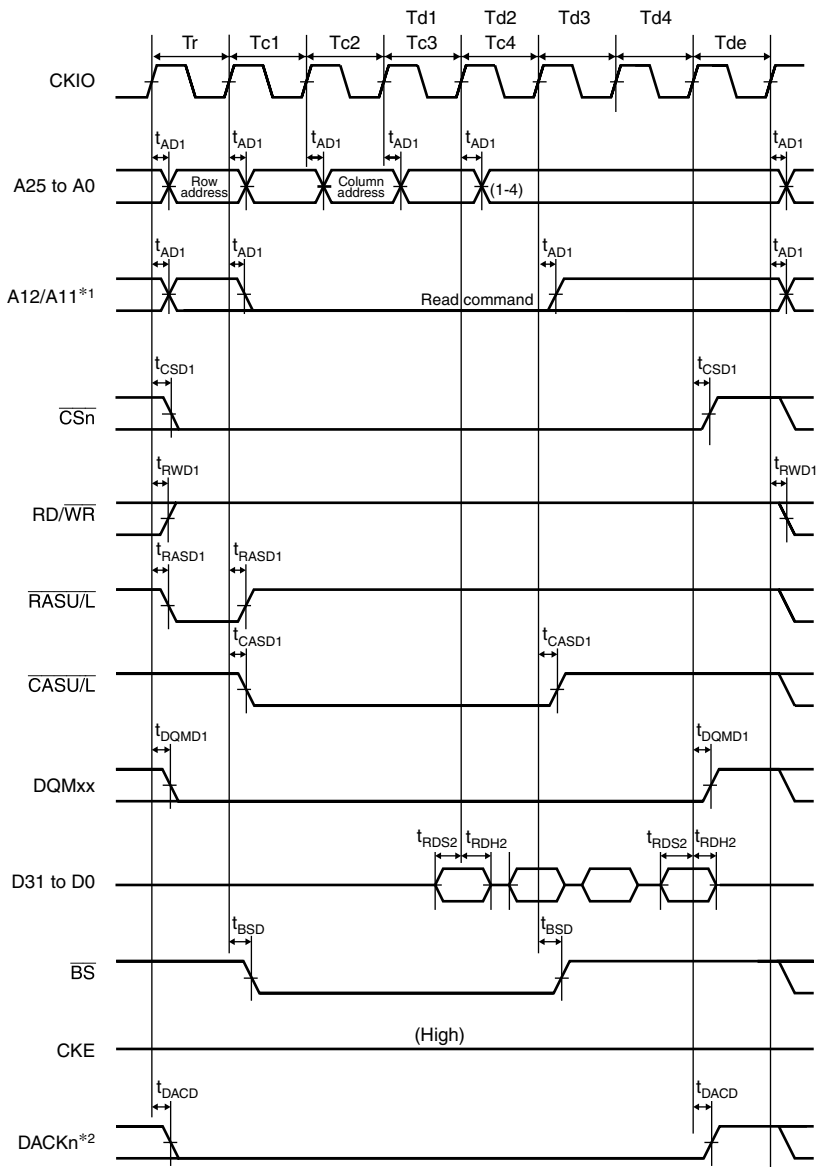 Td1 Td2
Tr Tc1 Tc2 Tc3 Tc4 Td3 Td4 Tde
CKIO
tAD1 tAD1 tAD1 tAD1 tAD1 tAD1
A25 to A0 Row address Column address (1-4)
tAD1 tAD1 tAD1 tAD1
A12/A11*1 Read command
tCSD1 tCSD1
CSn
tRWD1 tRWD1
RD/WR
tRASD1 tRASD1
RASU/L
tCASD1 tCASD1
CASU/L
tDQMD1 tDQMD1
DQMxx
tRDS2 tRDH2 tRDS2 tRDH2
D31 to D0
tBSD tBSD
BS
(High)
CKE
tDACD tDACD
DACKn*2